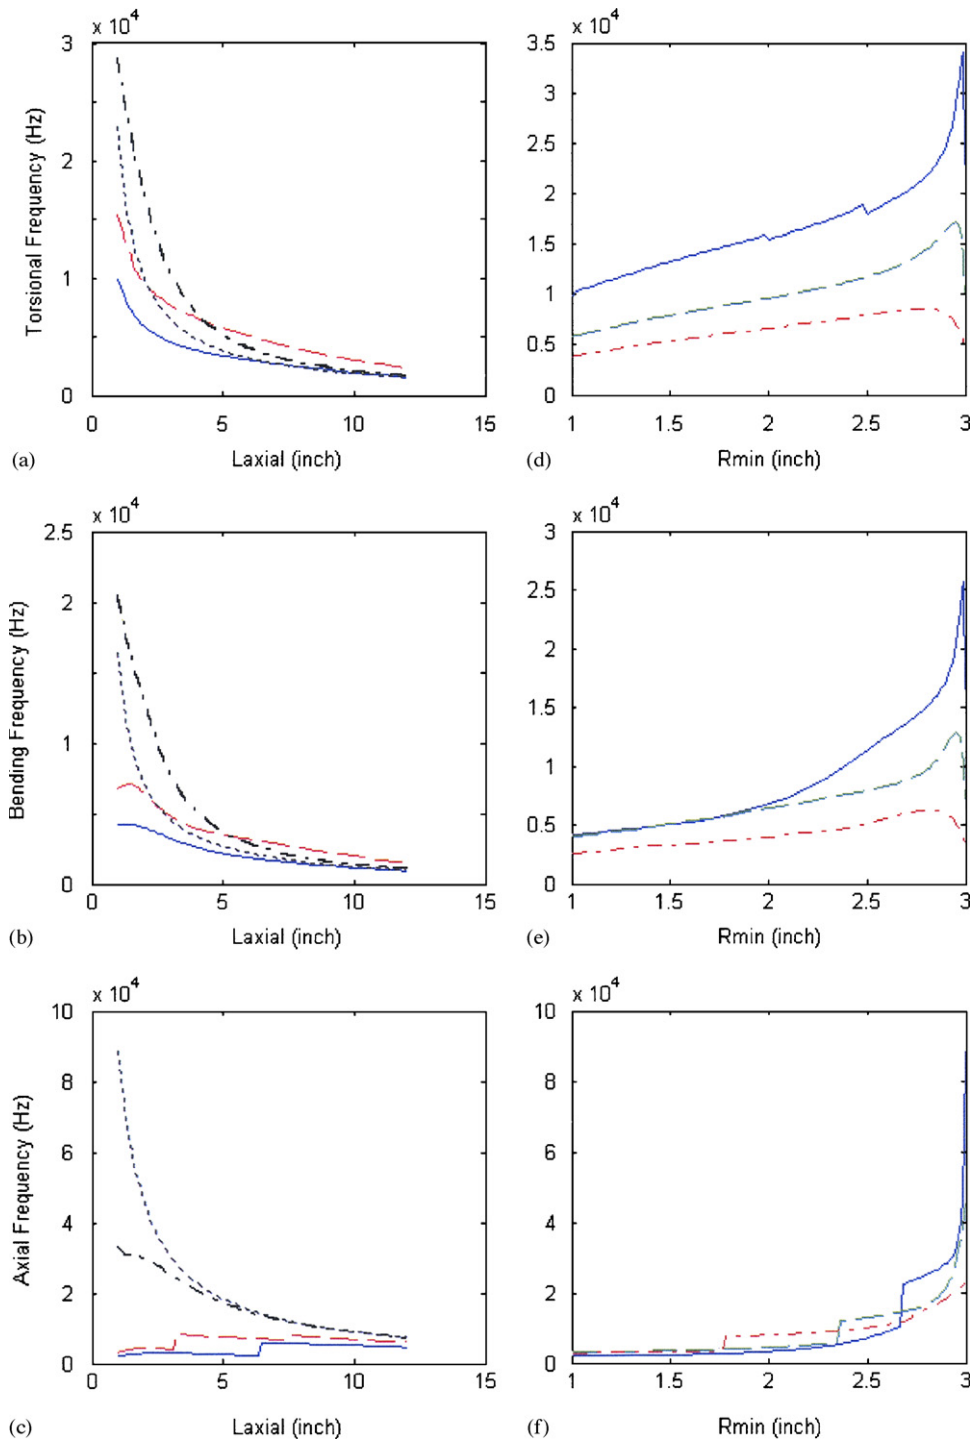 x 10^4
3
2
1
0
0 5 10 15
Torsional Frequency (Hz)
Laxial (inch)
(a)
x 10^4
3.5
3
2.5
2
1.5
1
0.5
0
1 1.5 2 2.5 3
Rmin (inch)
(d)
x 10^4
2.5
2
1
0
0 5 10 15
Bending Frequency (Hz)
Laxial (inch)
(b)
x 10^4
3
2.5
2
1.5
1
0.5
0
1 1.5 2 2.5 3
Rmin (inch)
(e)
x 10^4
10
8
6
4
2
0
0 5 10 15
Axial Frequency (Hz)
Laxial (inch)
(c)
x 10^4
10
8
6
4
2
0
1 1.5 2 2.5 3
Rmin (inch)
(f)